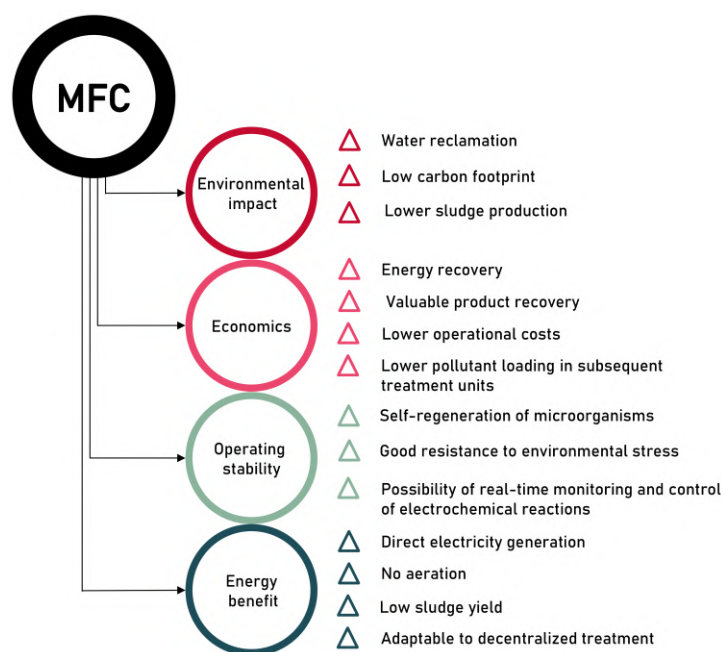 MFC
Environmental
impact
Water reclamation
Low carbon footprint
Lower sludge production
Economics
Energy recovery
Valuable product recovery
Lower operational costs
Lower pollutant loading in subsequent
treatment units
Operating
stability
Self-regeneration of microorganisms
Good resistance to environmental stress
Possibility of real-time monitoring and control
of electrochemical reactions
Energy
benefit
Direct electricity generation
No aeration
Low sludge yield
Adaptable to decentralized treatment